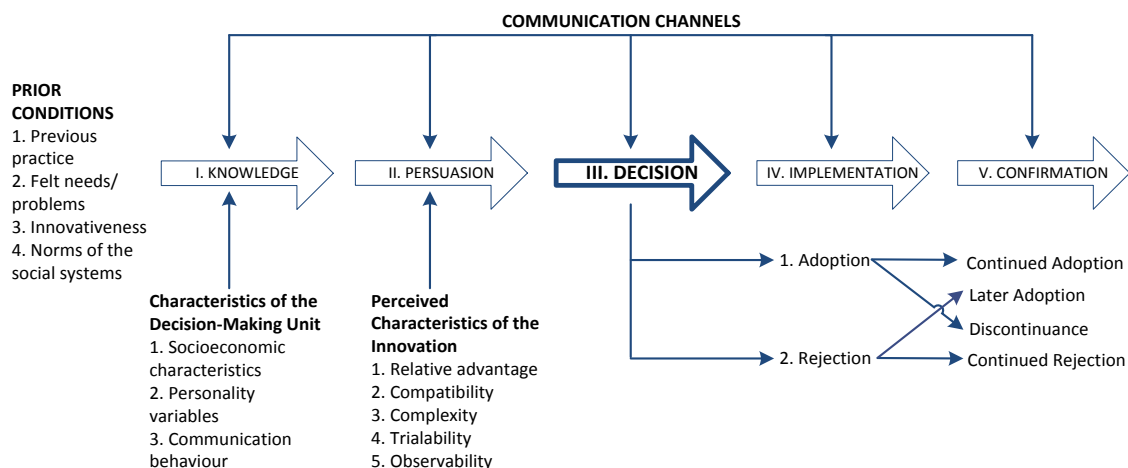 COMMUNICATION CHANNELS
PRIOR
CONDITIONS
1. Previous
practice
2. Felt needs/
problems
3. Innovativeness
4. Norms of the
social systems
I. KNOWLEDGE
II. PERSUASION
III. DECISION
IV. IMPLEMENTATION
V. CONFIRMATION
Characteristics of the
Decision-Making Unit
1. Socioeconomic
characteristics
2. Personality
variables
3. Communication
behaviour
Perceived
Characteristics of the
Innovation
1. Relative advantage
2. Compatibility
3. Complexity
4. Trialability
5. Observability
1. Adoption
2. Rejection
Continued Adoption
Later Adoption
Discontinuance
Continued Rejection